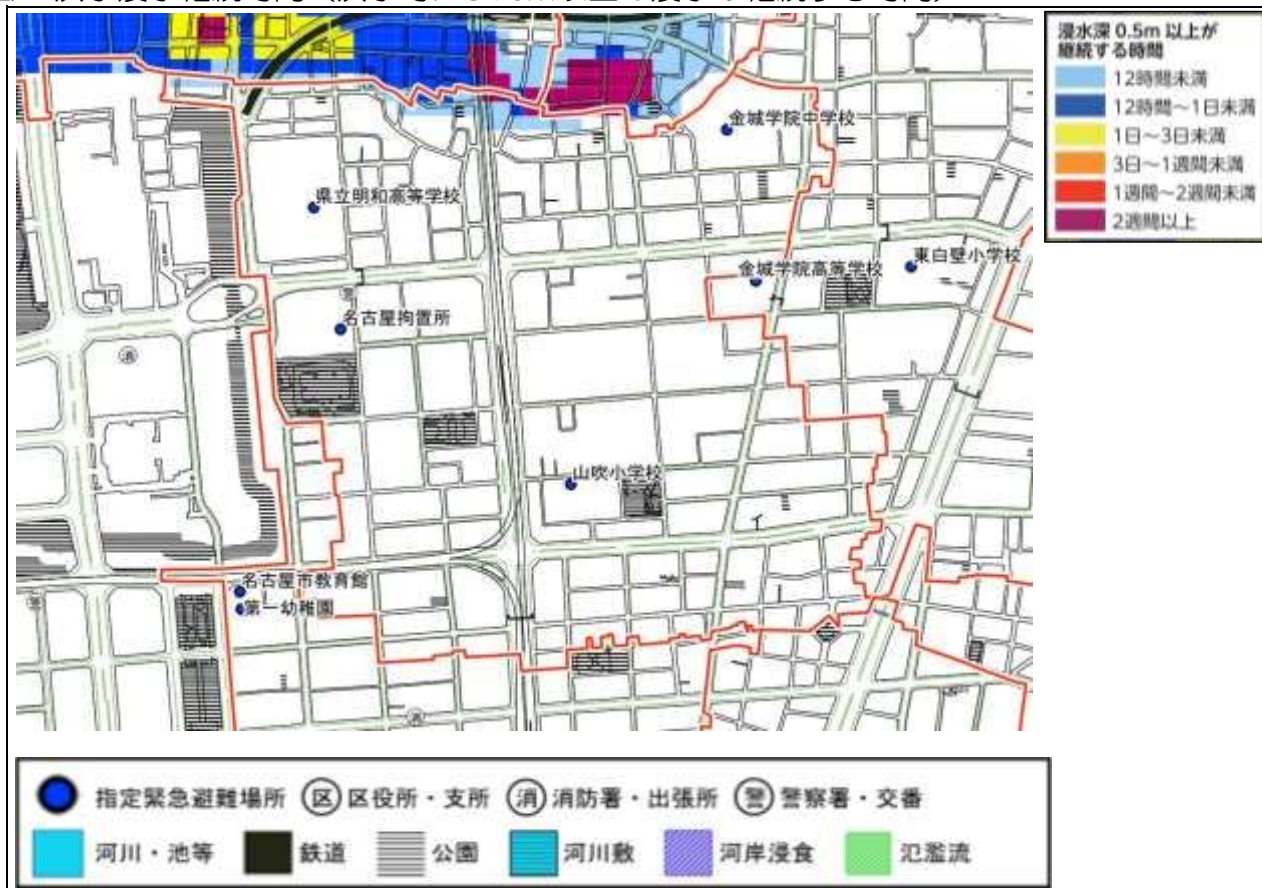 浸水深 0.5m 以上が
継続する時間
12時間未満
12時間～1日未満
1日～3日未満
3日～1週間未満
1週間～2週間未満
2週間以上
金城学院中学校
県立明和高等学校
東白壁小学校
金城学院高等学校
名古屋拘置所
消
山吹小学校
名古屋市教育館
第一幼稚園
消
指定緊急避難場所 区 区役所・支所 消 消防署・出張所 警 警察署・交番
河川・池等 鉄道 公園 河川敷 河岸浸食 氾濫流